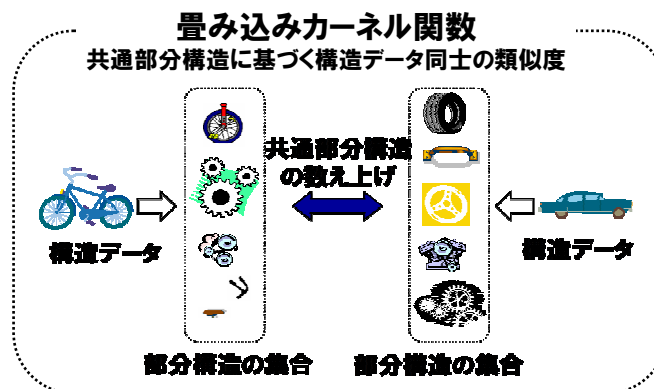 畳み込みカーネル関数
共通部分構造に基づく構造データ同士の類似度
共通部分構造
の数え上げ
構造データ
構造データ
部分構造の集合
部分構造の集合